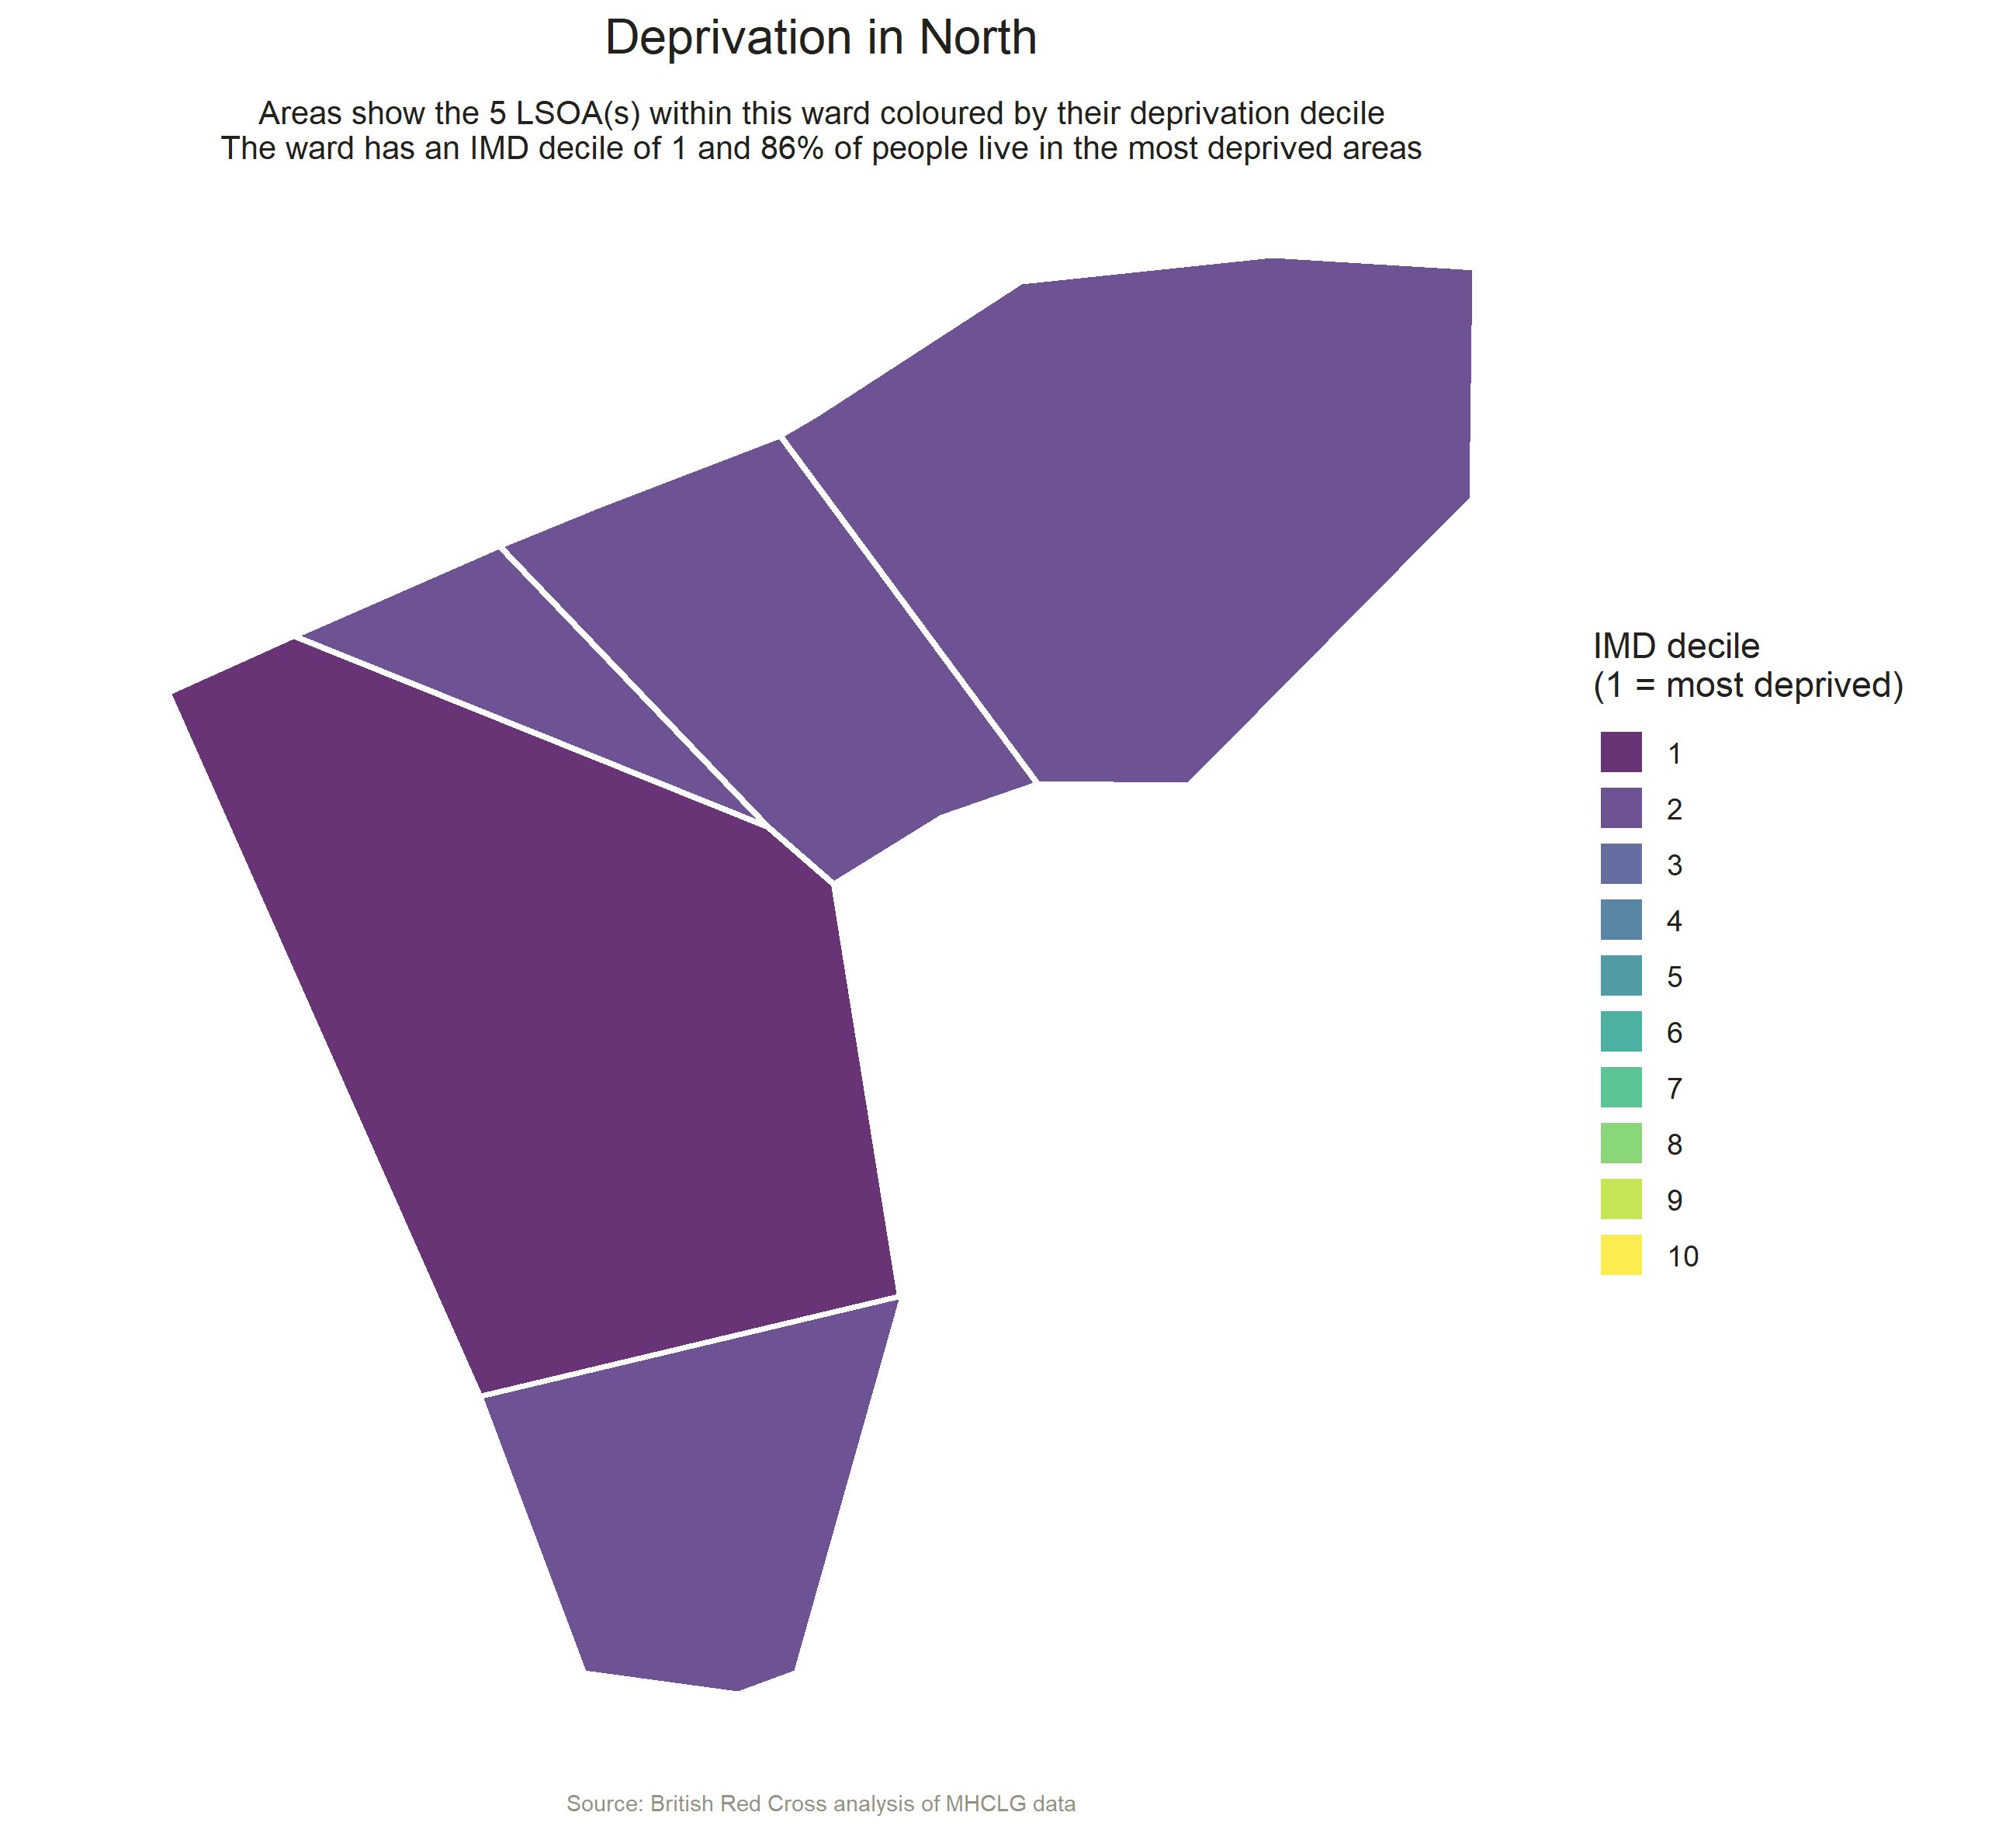 Deprivation in North
Areas show the 5 LSOA(s) within this ward coloured by their deprivation decile
The ward has an IMD decile of 1 and 86% of people live in the most deprived areas
IMD decile
(1 = most deprived)
1
2
3
4
5
6
7
8
9
10
Source: British Red Cross analysis of MHCLG data